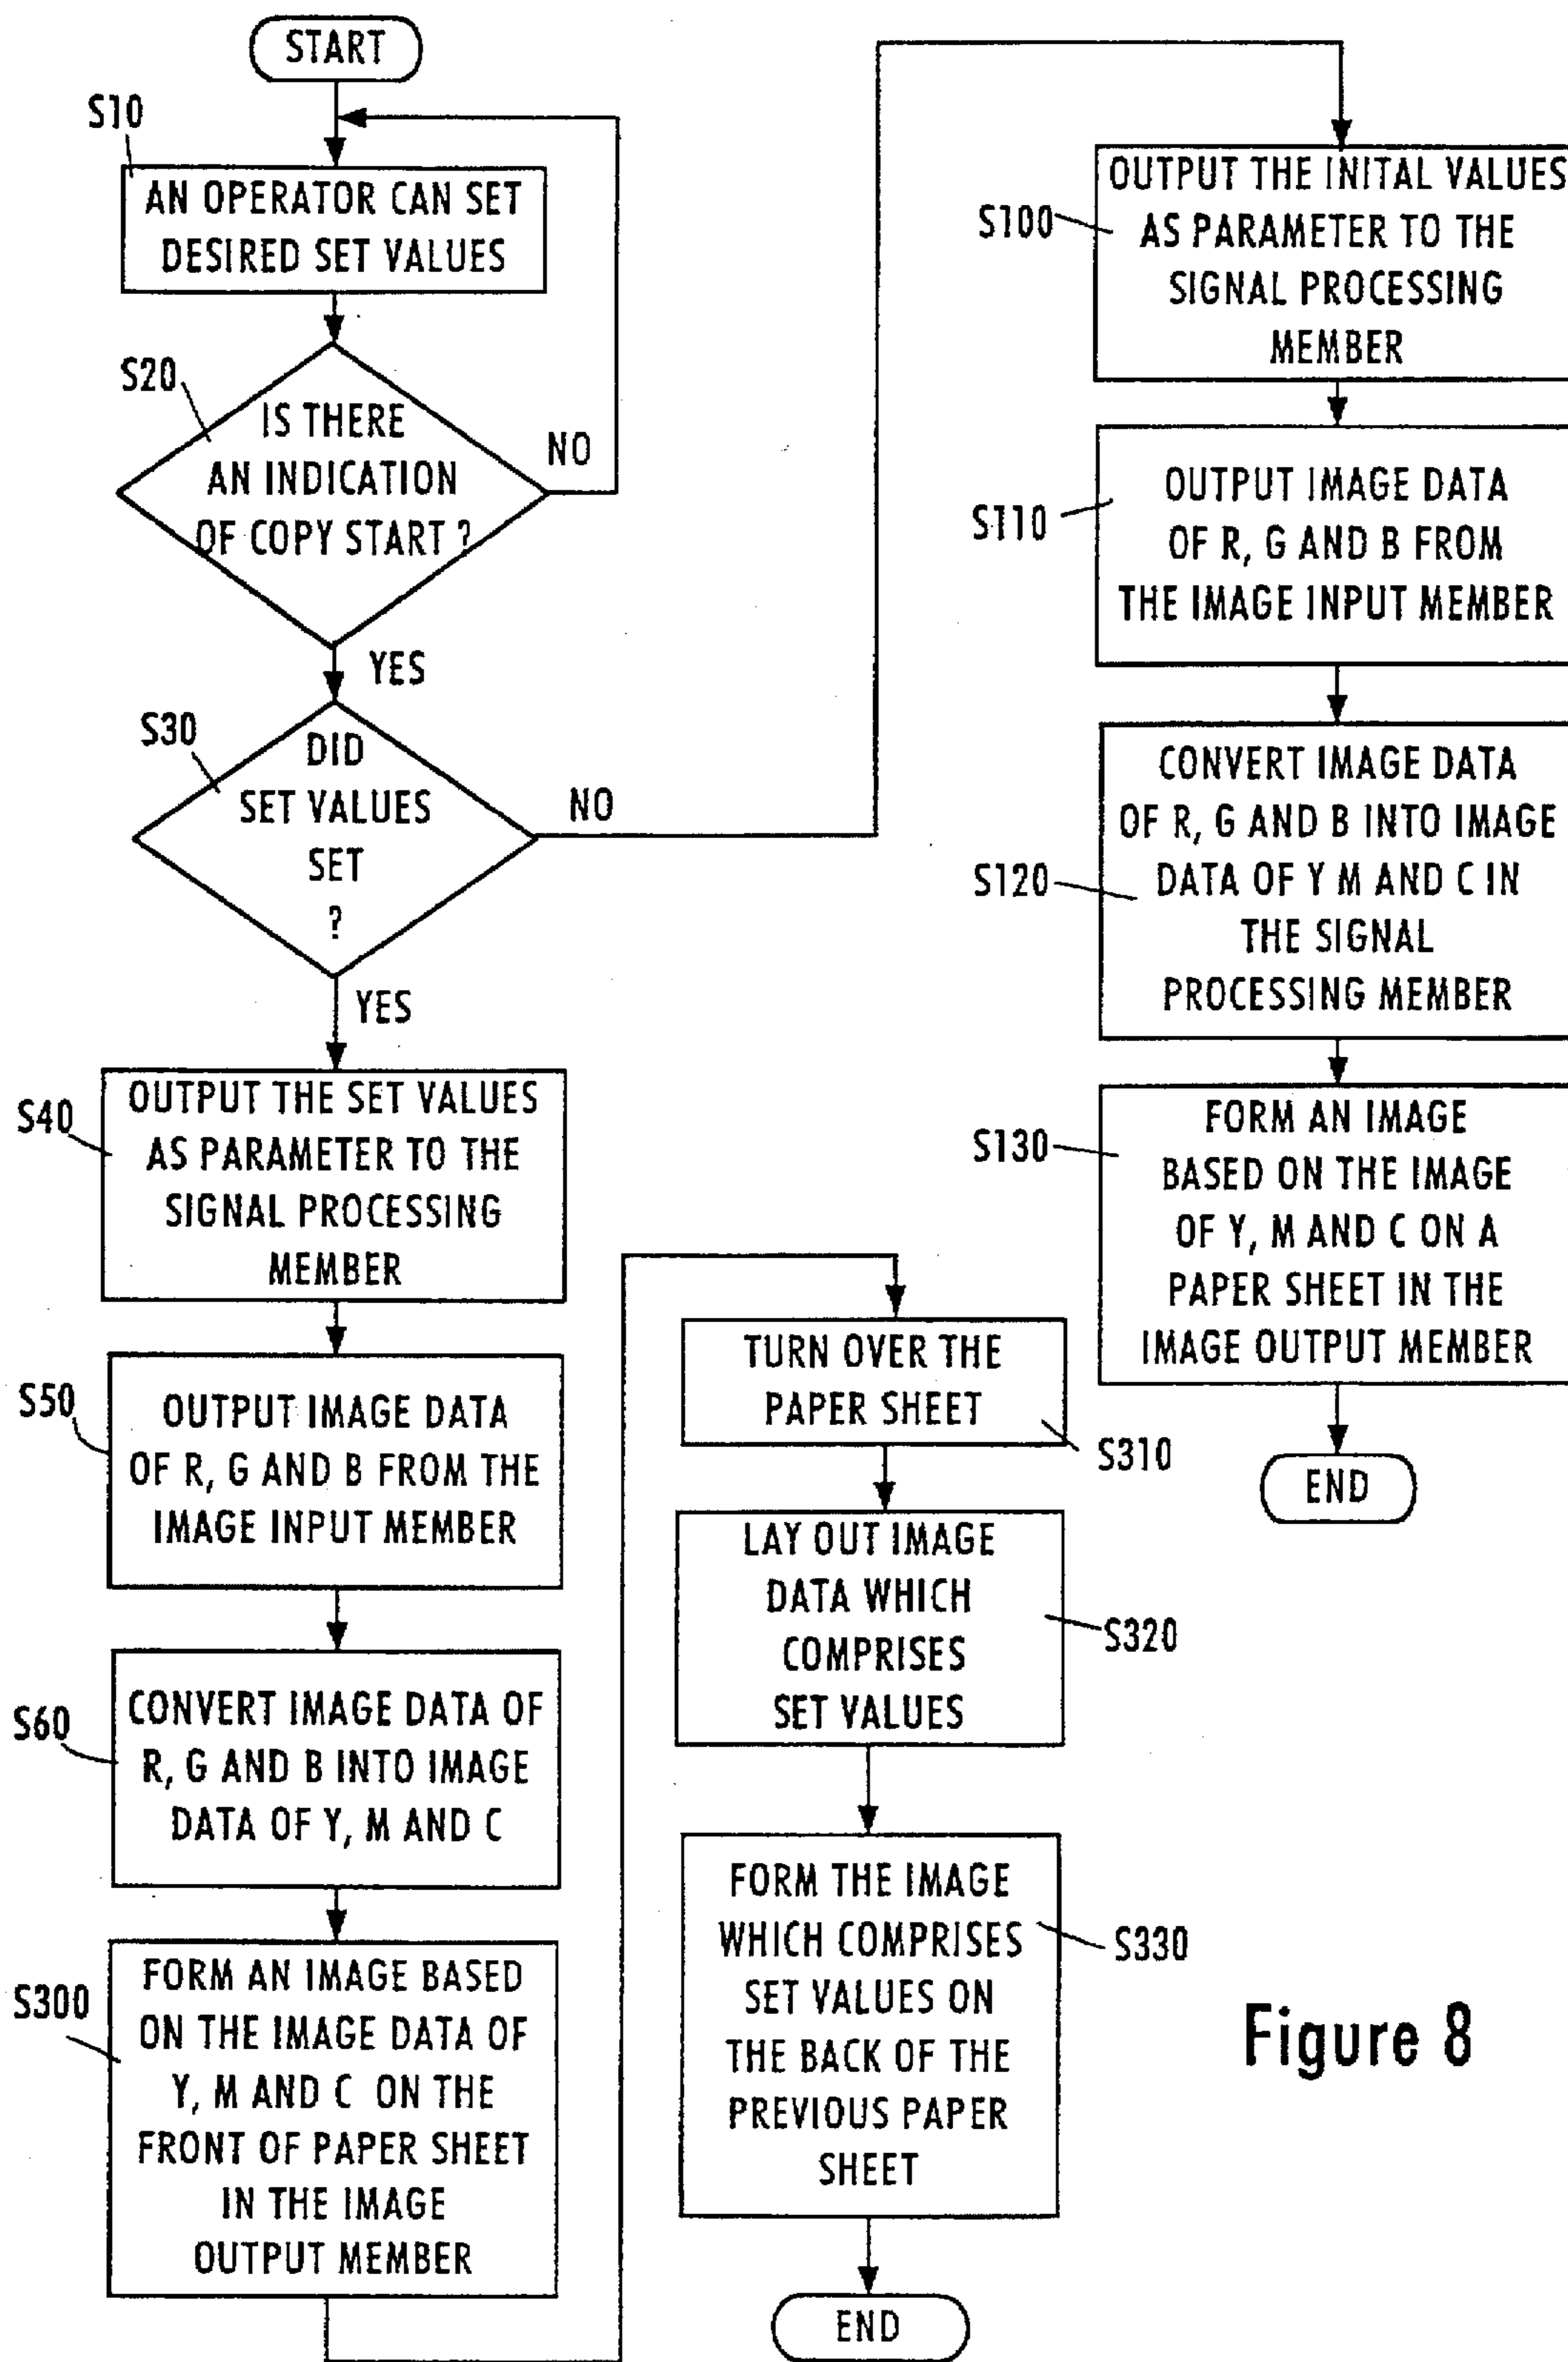 START
S10
AN OPERATOR CAN SET
DESIRED SET VALUES
S20
IS THERE
AN INDICATION
OF COPY START ?
NO
YES
S30
DID
SET VALUES
SET
?
NO
YES
S40
OUTPUT THE SET VALUES
AS PARAMETER TO THE
SIGNAL PROCESSING
MEMBER
S50
OUTPUT IMAGE DATA
OF R, G AND B FROM THE
IMAGE INPUT MEMBER
S60
CONVERT IMAGE DATA OF
R, G AND B INTO IMAGE
DATA OF Y, M AND C
S300
FORM AN IMAGE BASED
ON THE IMAGE DATA OF
Y, M AND C ON THE
FRONT OF PAPER SHEET
IN THE IMAGE
OUTPUT MEMBER
TURN OVER THE
PAPER SHEET
S310
LAY OUT IMAGE
DATA WHICH
COMPRISES
SET VALUES
S320
FORM THE IMAGE
WHICH COMPRISES
SET VALUES ON
THE BACK OF THE
PREVIOUS PAPER
SHEET
S330
END
S100
OUTPUT THE INITAL VALUES
AS PARAMETER TO THE
SIGNAL PROCESSING
MEMBER
S110
OUTPUT IMAGE DATA
OF R, G AND B FROM
THE IMAGE INPUT MEMBER
S120
CONVERT IMAGE DATA
OF R, G AND B INTO IMAGE
DATA OF Y M AND C IN
THE SIGNAL
PROCESSING MEMBER
S130
FORM AN IMAGE
BASED ON THE IMAGE
OF Y, M AND C ON A
PAPER SHEET IN THE
IMAGE OUTPUT MEMBER
END
Figure 8